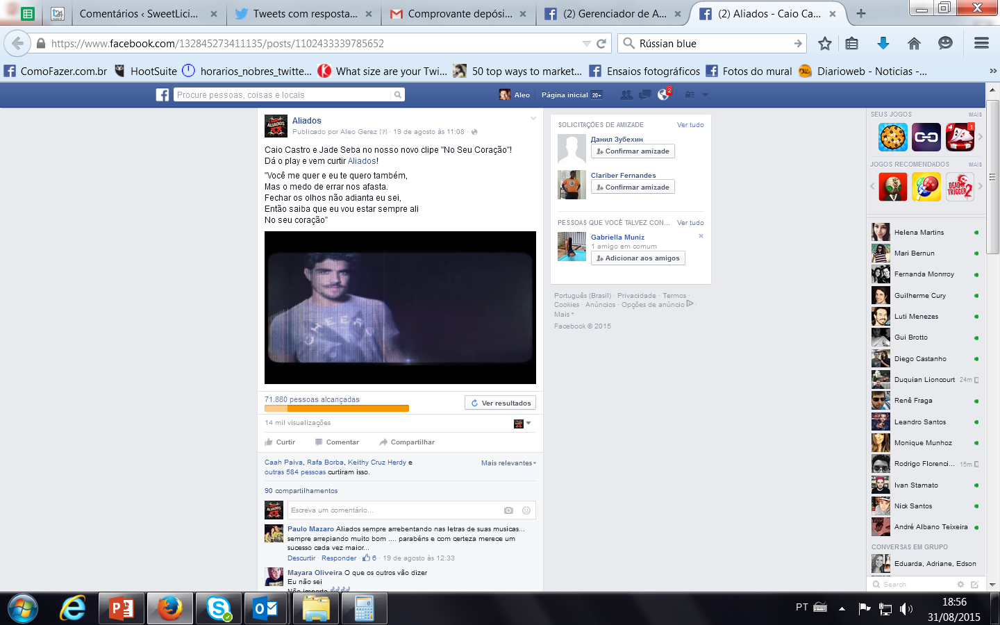 Comentários ‹ SweetLici...
Tweets com resposta...
Comprovante depósi...
(2) Gerenciador de A...
(2) Aliados - Caio Ca...
https://www.facebook.com/132845273411135/posts/1102433339785652
Rússian blue
ComoFazer.com.br
HootSuite
horarios_nobres_twitte...
What size are your Twi...
50 top ways to market...
Ensaios fotográficos
Fotos do mural
Diarioweb - Noticias -...
Procure pessoas, coisas e locais
Aleo
Página inicial 20+
2
Aliados
Publicado por Aleo Gerez [?] · 19 de agosto às 11:08 ·
Caio Castro e Jade Seba no nosso novo clipe "No Seu Coração"!
Dá o play e vem curtir Aliados!
"Você me quer e eu te quero também,
Mas o medo de errar nos afasta.
Fechar os olhos não adianta eu sei,
Então saiba que eu vou estar sempre ali
No seu coração"
71.880 pessoas alcançadas
Ver resultados
14 mil visualizações
Curtir
Comentar
Compartilhar
Caah Paiva, Rafa Borba, Keithy Cruz Herdy e
outras 584 pessoas curtiram isso.
Mais relevantes
90 compartilhamentos
Escreva um comentário...
Paulo Mazaro Aliados sempre arrebentando nas letras de suas musicas...
sempre arrepiando muito bom .... parabéns e com certeza merece um
sucesso cada vez maior...
Descurtir · Responder · 6 · 19 de agosto às 12:33
Mayara Oliveira O que os outros vão dizer
Eu não sei
Não importa
SOLICITAÇÕES DE AMIZADE
Ver tudo
Данил Зубехин
Confirmar amizade
Clariber Fernandes
Confirmar amizade
PESSOAS QUE VOCÊ TALVEZ CON...
Ver tudo
Gabriella Muniz
1 amigo em comum
Adicionar aos amigos
Português (Brasil) · Privacidade · Termos ·
Cookies · Anúncios · Opções de anúncio ·
Mais
Facebook © 2015
SEUS JOGOS
MAIS
1
JOGOS RECOMENDADOS
MAIS
DEAD
TRIGGER
2
Helena Martins
Mari Bernun
Fernanda Monrroy
Guilherme Cury
Luti Menezes
Gui Brotto
Diego Castanho
Duquian Lioncourt 24m
Renê Fraga
Leandro Santos
Monique Munhoz
Rodrigo Florenci... 15m
Ivan Stamato
Nick Santos
André Albano Teixeira
CONVERSAS EM GRUPO
Eduarda, Adriane, Edson
Search
PT
18:56
31/08/2015